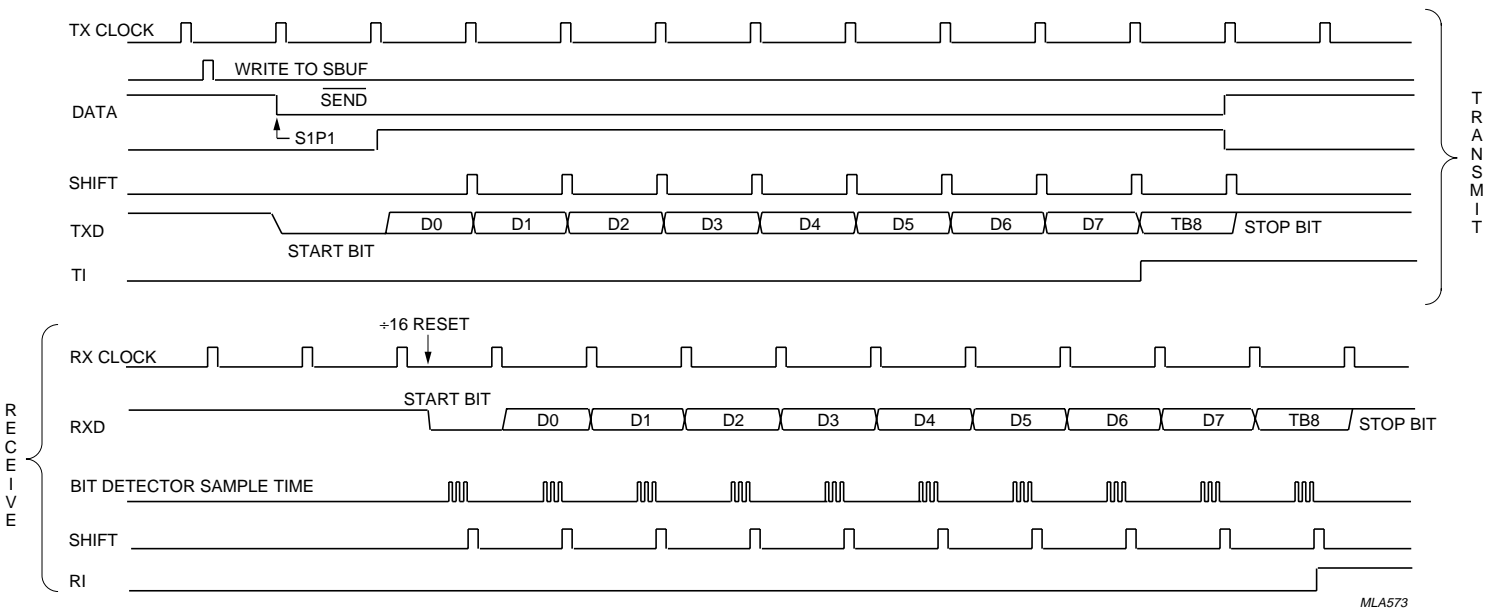 TX CLOCK
WRITE TO SBUF
SEND
DATA
S1P1
SHIFT
TXD
START BIT
D0 D1 D2 D3 D4 D5 D6 D7 TB8
STOP BIT
TI
TRANSMIT
÷16 RESET
RX CLOCK
START BIT
RXD
D0 D1 D2 D3 D4 D5 D6 D7 TB8
STOP BIT
BIT DETECTOR SAMPLE TIME
SHIFT
RI
RECEIVE
MLA573